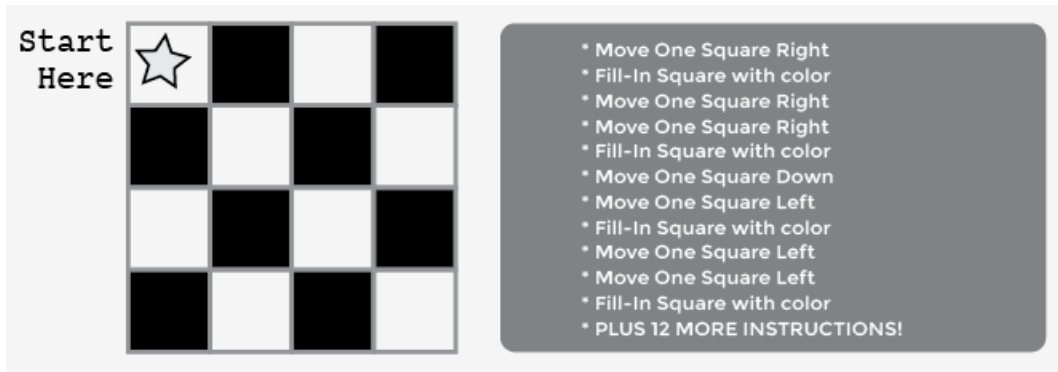 Start
Here
* Move One Square Right
* Fill-In Square with color
* Move One Square Right
* Move One Square Right
* Fill-In Square with color
* Move One Square Down
* Move One Square Left
* Fill-In Square with color
* Move One Square Left
* Move One Square Left
* Fill-In Square with color
* PLUS 12 MORE INSTRUCTIONS!